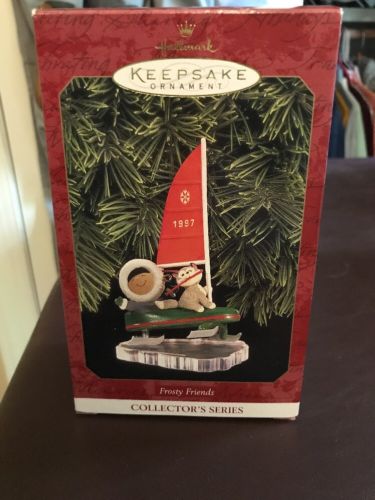 Hallmark
KEEPSAKE
ORNAMENT
1997
Frosty Friends
COLLECTOR'S SERIES